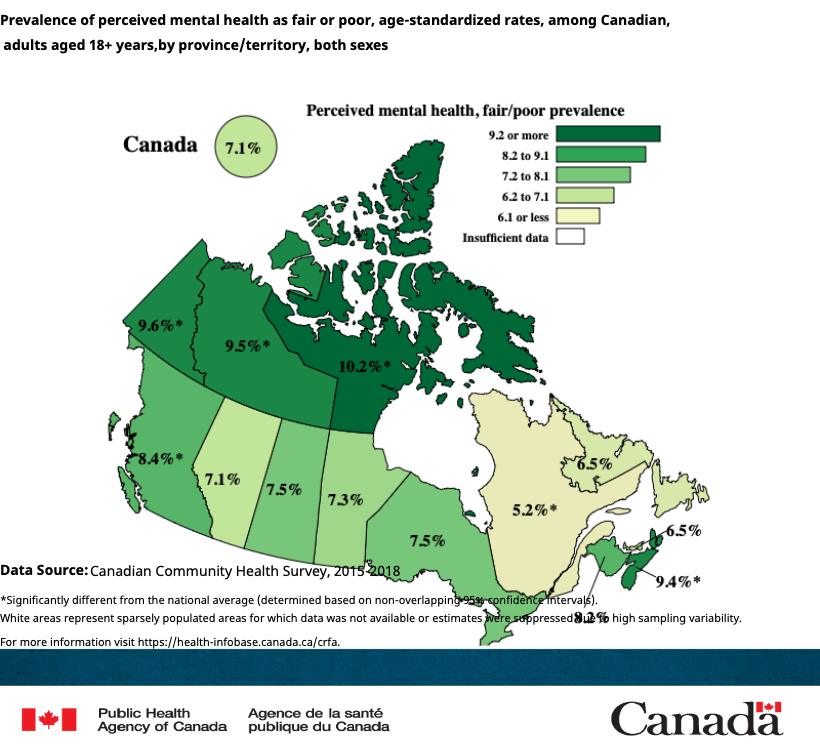 Prevalence of perceived mental health as fair or poor, age-standardized rates, among Canadian,
adults aged 18+ years,by province/territory, both sexes
Perceived mental health, fair/poor prevalence
Canada
7.1%
9.2 or more
8.2 to 9.1
7.2 to 8.1
6.2 to 7.1
6.1 or less
Insufficient data
9.6%*
9.5%*
10.2%*
8.4%*
7.1%
7.5%
7.3%
7.5%
5.2%*
6.5%
6.5%
9.4%*
8.2%
Data Source: Canadian Community Health Survey, 2015-2018
*Significantly different from the national average (determined based on non-overlapping 95% confidence intervals).
White areas represent sparsely populated areas for which data was not available or estimates were suppressed due to high sampling variability.
For more information visit https://health-infobase.canada.ca/crfa.
Public Health
Agency of Canada
Agence de la santé
publique du Canada
Canada